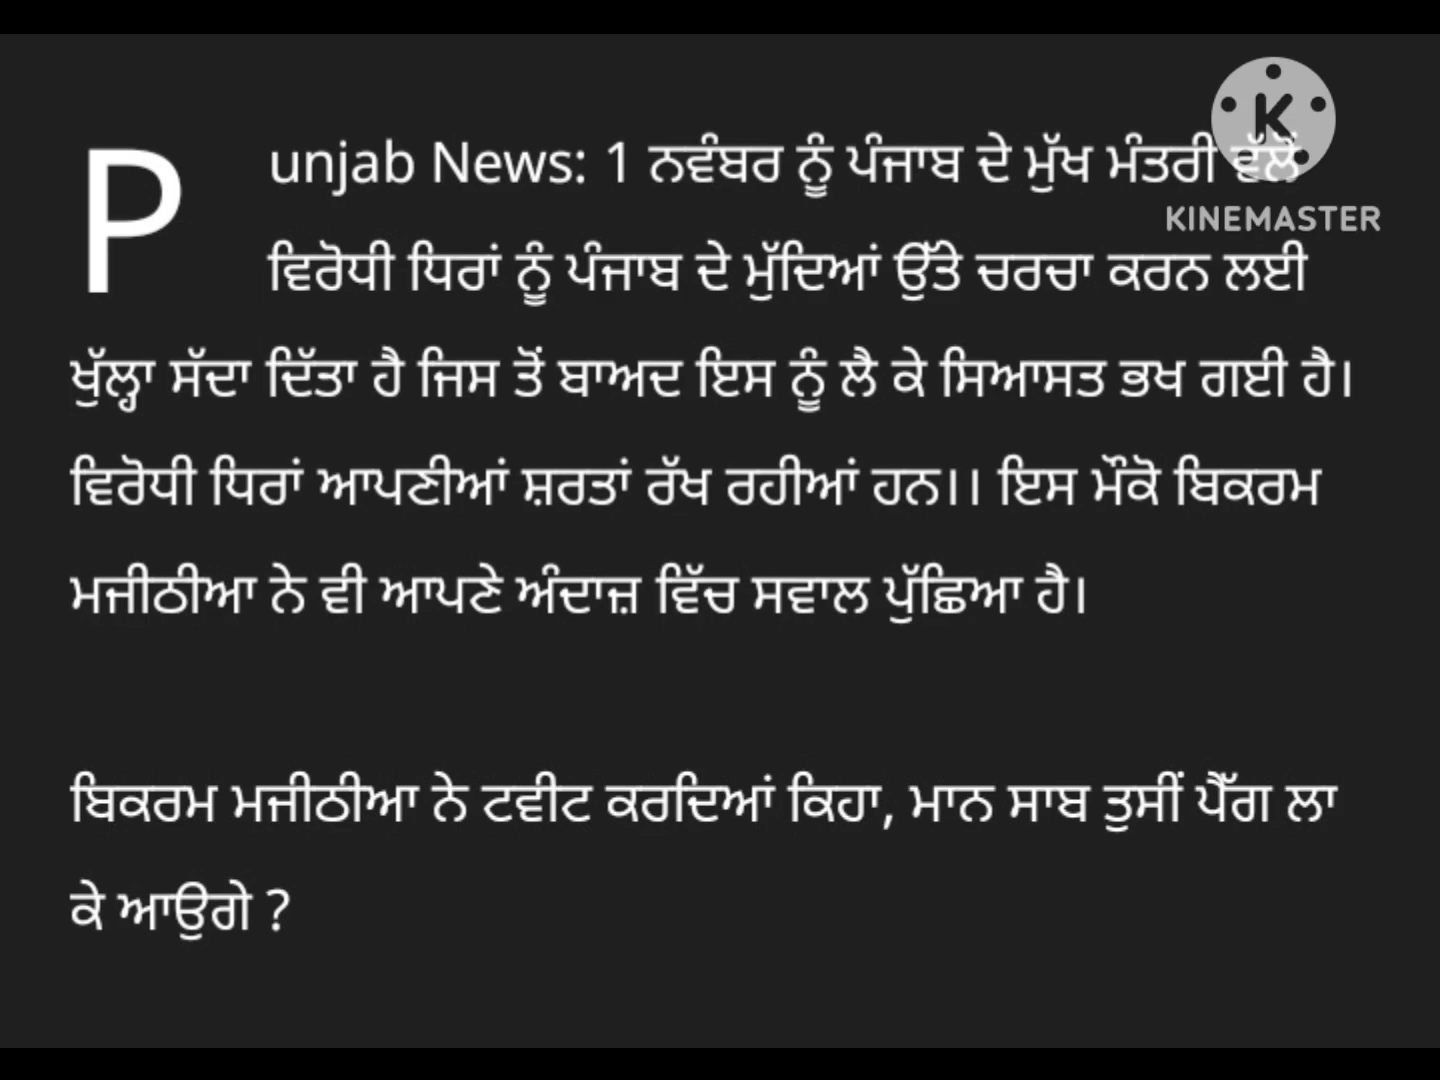 Punjab News: 1 ਨਵੰਬਰ ਨੂੰ ਪੰਜਾਬ ਦੇ ਮੁੱਖ ਮੰਤਰੀ ਵੱਲੋਂ
KINEMASTER
ਵਿਰੋਧੀ ਧਿਰਾਂ ਨੂੰ ਪੰਜਾਬ ਦੇ ਮੁੱਦਿਆਂ ਉੱਤੇ ਚਰਚਾ ਕਰਨ ਲਈ
ਖੁੱਲ੍ਹਾ ਸੱਦਾ ਦਿੱਤਾ ਹੈ ਜਿਸ ਤੋਂ ਬਾਅਦ ਇਸ ਨੂੰ ਲੈ ਕੇ ਸਿਆਸਤ ਭਖ ਗਈ ਹੈ।
ਵਿਰੋਧੀ ਧਿਰਾਂ ਆਪਣੀਆਂ ਸ਼ਰਤਾਂ ਰੱਖ ਰਹੀਆਂ ਹਨ।। ਇਸ ਮੌਕੋ ਬਿਕਰਮ
ਮਜੀਠੀਆ ਨੇ ਵੀ ਆਪਣੇ ਅੰਦਾਜ਼ ਵਿੱਚ ਸਵਾਲ ਪੁੱਛਿਆ ਹੈ।
ਬਿਕਰਮ ਮਜੀਠੀਆ ਨੇ ਟਵੀਟ ਕਰਦਿਆਂ ਕਿਹਾ, ਮਾਨ ਸਾਬ ਤੁਸੀਂ ਪੈੱਗ ਲਾ
ਕੇ ਆਉਗੇ ?